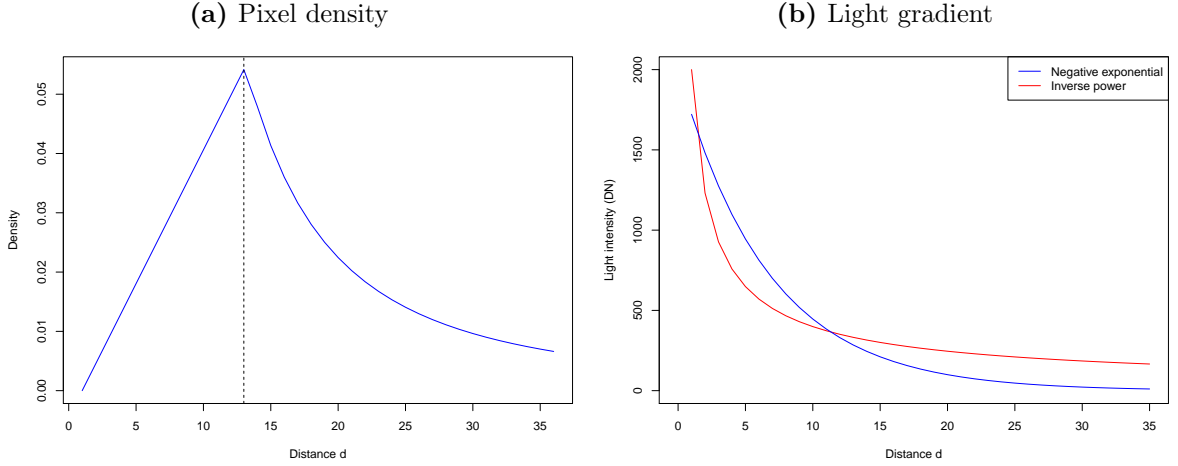 (a) Pixel density
0.00
0.01
0.02
0.03
0.04
0.05
Density
0 5 10 15 20 25 30 35
Distance d
(b) Light gradient
Negative exponential
Inverse power
0
500
1000
1500
2000
Light intensity (DN)
0 5 10 15 20 25 30 35
Distance d